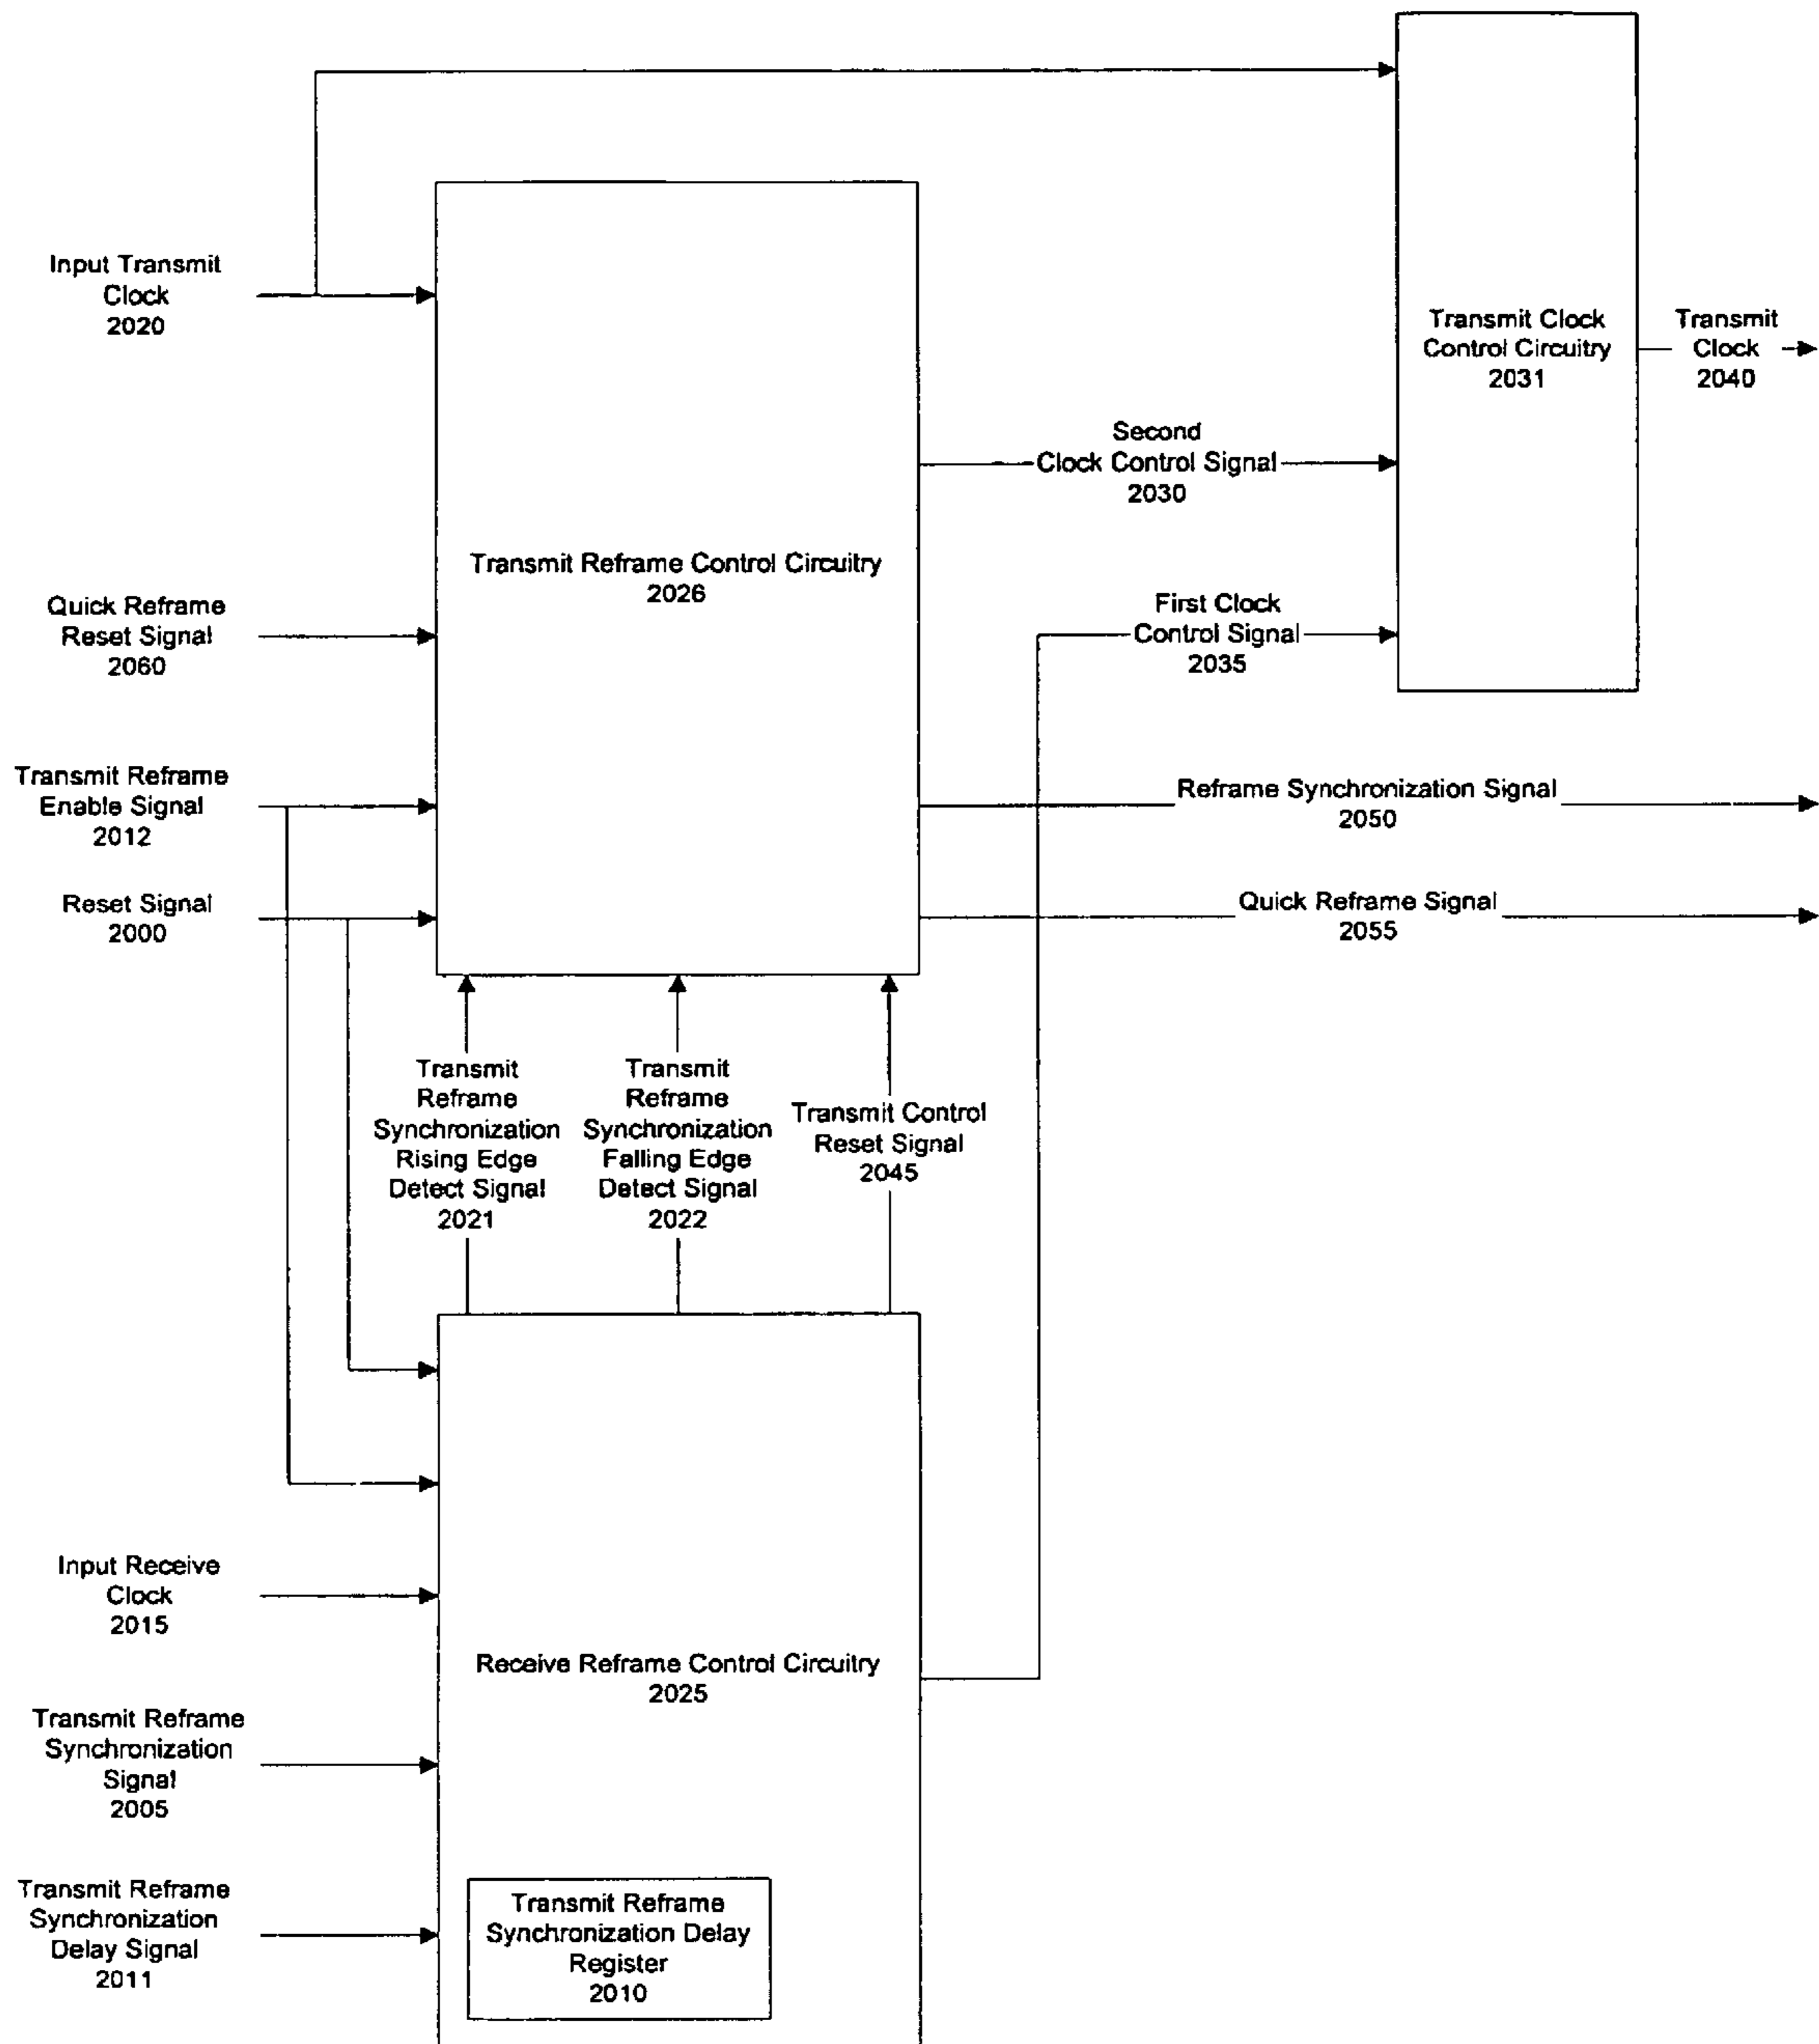 Input Transmit
Clock
2020
Transmit Clock
Control Circuitry
2031
Transmit
Clock
2040
Second
Clock Control Signal
2030
Transmit Reframe Control Circuitry
2026
Quick Reframe
Reset Signal
2060
First Clock
Control Signal
2035
Transmit Reframe
Enable Signal
2012
Reframe Synchronization Signal
2050
Reset Signal
2000
Quick Reframe Signal
2055
Transmit
Reframe
Synchronization
Rising Edge
Detect Signal
2021
Transmit
Reframe
Synchronization
Falling Edge
Detect Signal
2022
Transmit Control
Reset Signal
2045
Input Receive
Clock
2015
Receive Reframe Control Circuitry
2025
Transmit Reframe
Synchronization
Signal
2005
Transmit Reframe
Synchronization
Delay Signal
2011
Transmit Reframe
Synchronization Delay
Register
2010